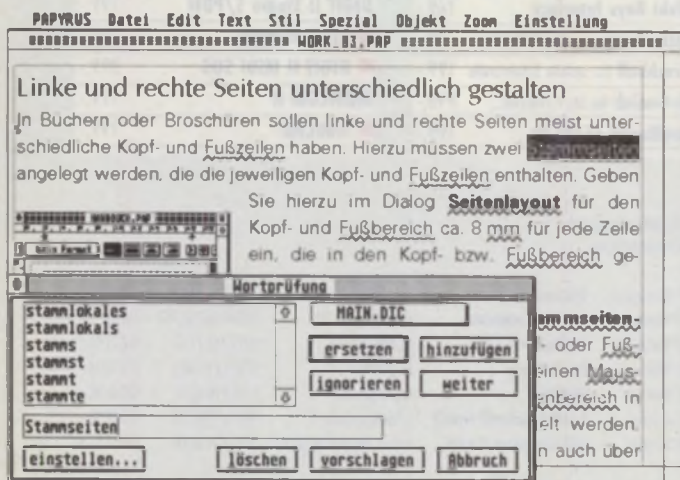 PAPYRUS Datei Edit Text Stil Spezial Objekt Zoom Einstellung
WORK_03.PAP
Linke und rechte Seiten unterschiedlich gestalten
In Büchern oder Broschüren sollen linke und rechte Seiten meist unter-
schiedliche Kopf- und Fußzeilen haben. Hierzu müssen zwei Stammseiten
angelegt werden, die die jeweiligen Kopf- und Fußzeilen enthalten. Geben
Sie hierzu im Dialog Seitenlayout für den
Kopf- und Fußbereich ca. 8 mm für jede Zeile
ein, die in den Kopf- bzw. Fußbereich ge-
Wortprüfung
stammlokales
stammlokals
stamms
stammst
stammt
stammte
MAIN.DIC
ersetzen hinzufügen
ignorieren weiter
Stammseiten
einstellen... löschen vorschlagen Abbruch
ammseiten-
oder Fuß-
einen Maus-
enbereich in
elt werden.
n auch über